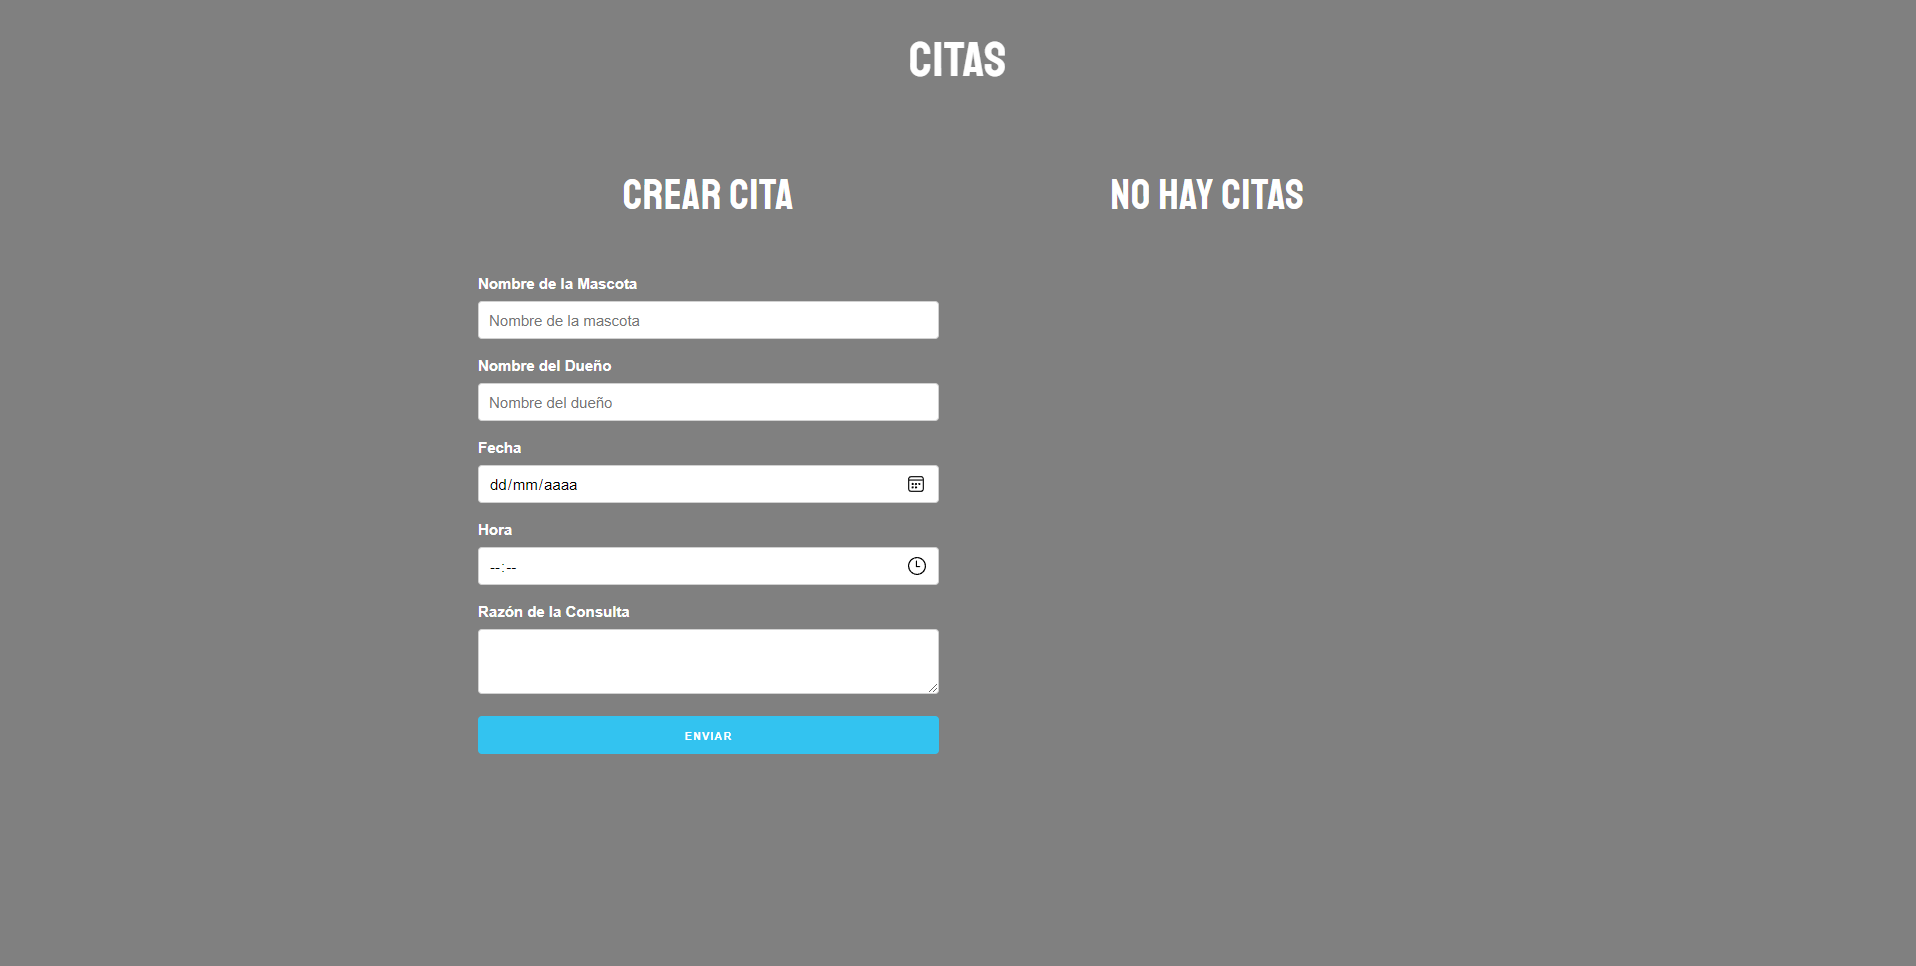 CITAS
CREAR CITA
NO HAY CITAS
Nombre de la Mascota
Nombre de la mascota
Nombre del Dueño
Nombre del dueño
Fecha
dd/mm/aaaa
Hora
--:--
Razón de la Consulta
ENVIAR